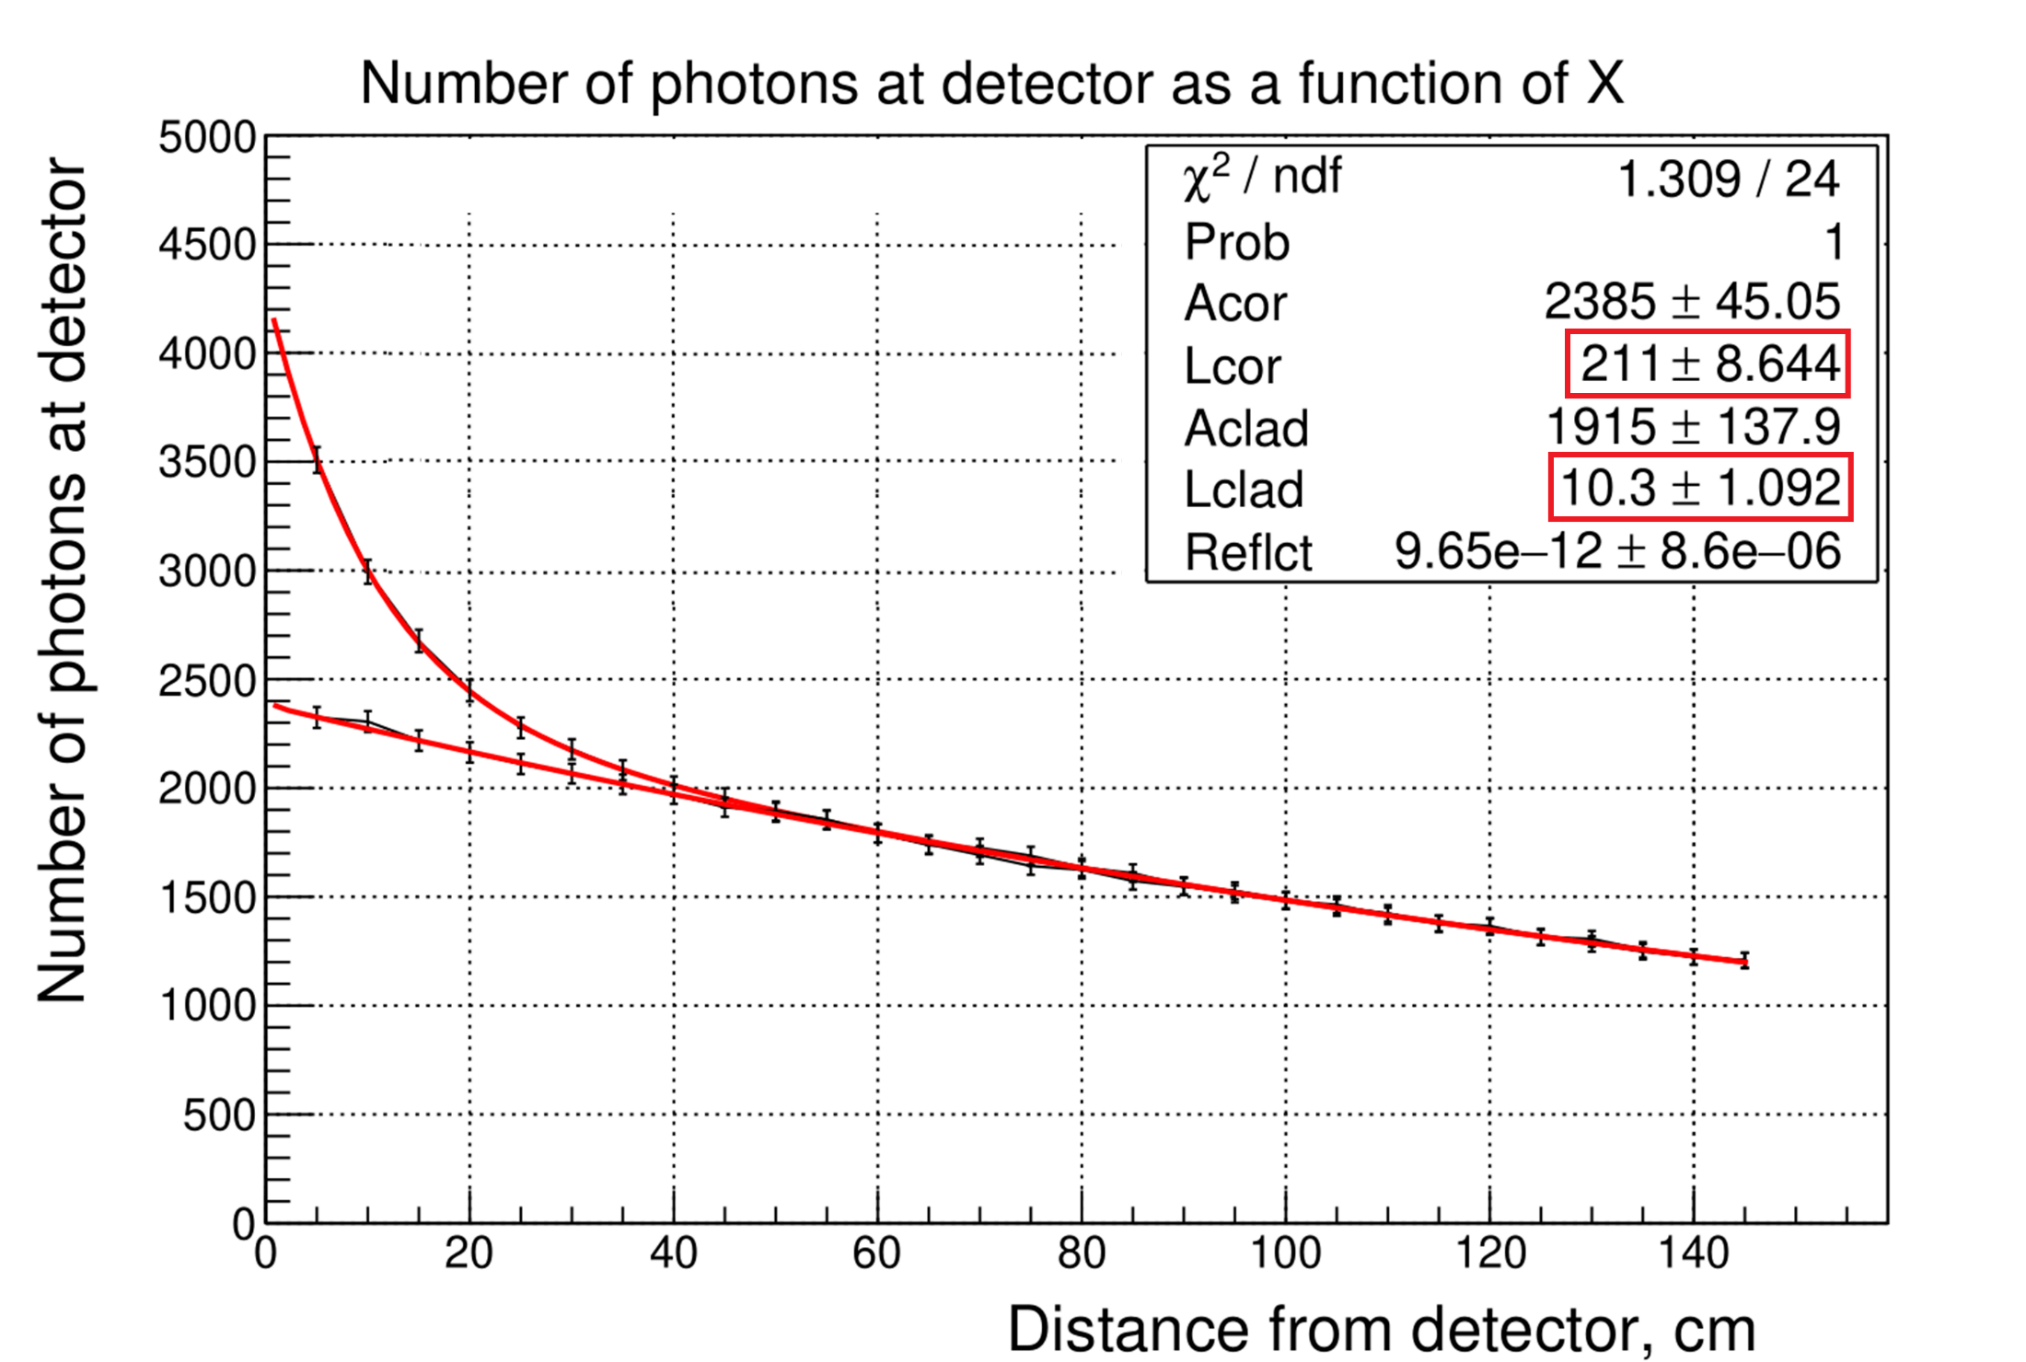 Number of photons at detector as a function of X
Number of photons at detector
5000
4500
4000
3500
3000
2500
2000
1500
1000
500
0
χ² / ndf 1.309 / 24
Prob 1
Acor 2385 ± 45.05
Lcor 211 ± 8.644
Aclad 1915 ± 137.9
Lclad 10.3 ± 1.092
Reflct 9.65e–12 ± 8.6e–06
0 20 40 60 80 100 120 140
Distance from detector, cm